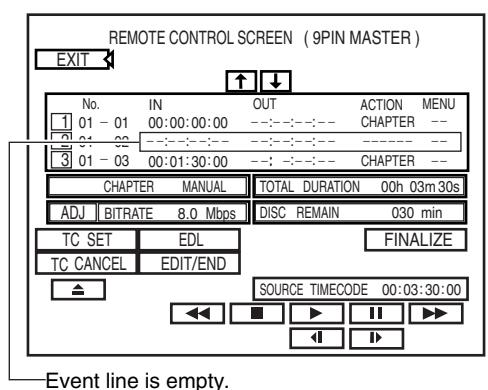 REMOTE CONTROL SCREEN ( 9PIN MASTER )
EXIT
No. IN OUT ACTION MENU
1 01 – 01 00:00:00:00 --:--:--:-- CHAPTER --
2 01 – 02 --:--:--:-- ------ --
3 01 – 03 00:01:30:00 --: -:--:-- CHAPTER --
CHAPTER MANUAL TOTAL DURATION 00h 03m 30s
ADJ BITRATE 8.0 Mbps DISC REMAIN 030 min
TC SET EDL FINALIZE
TC CANCEL EDIT/END
SOURCE TIMECODE 00:03:30:00
Event line is empty.